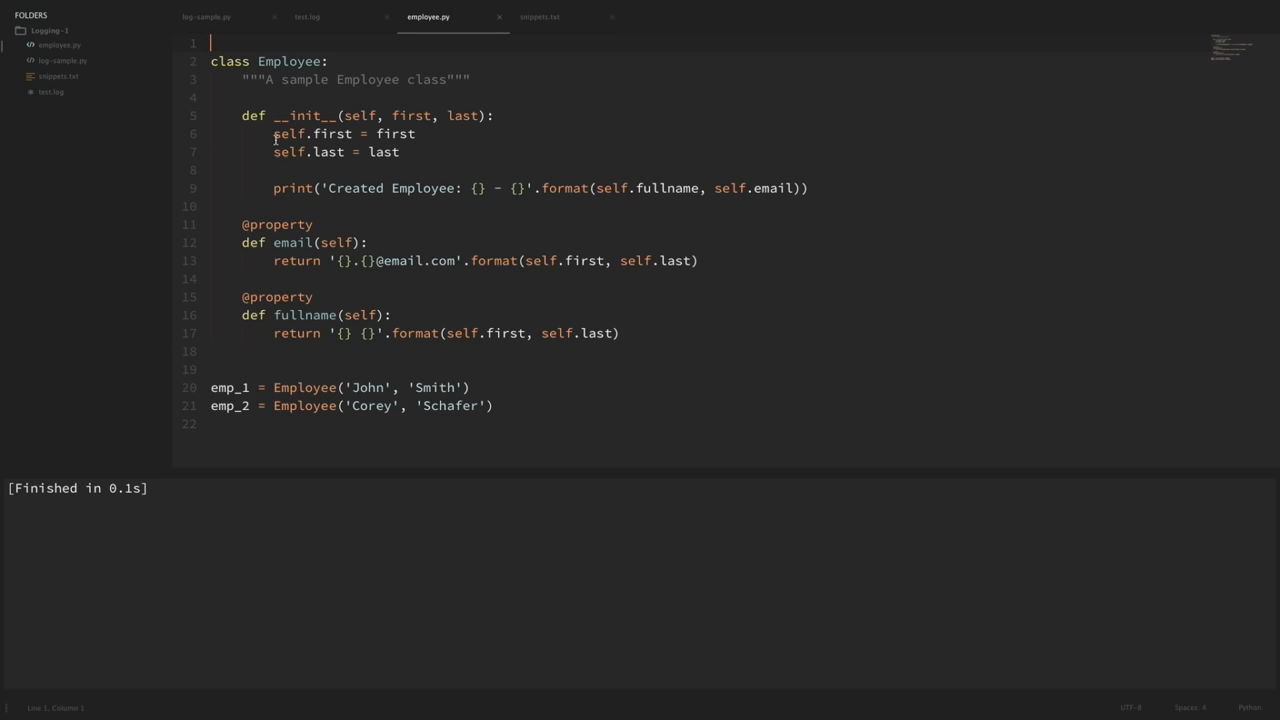 FOLDERS
Logging-1
employee.py
log-sample.py
snippets.txt
test.log
log-sample.py × test.log × employee.py × snippets.txt ×
1
2 class Employee:
3 """A sample Employee class"""
4
5 def __init__(self, first, last):
6 self.first = first
7 self.last = last
8
9 print('Created Employee: {} - {}'.format(self.fullname, self.email))
10
11 @property
12 def email(self):
13 return '{}.{}@email.com'.format(self.first, self.last)
14
15 @property
16 def fullname(self):
17 return '{} {}'.format(self.first, self.last)
18
19
20 emp_1 = Employee('John', 'Smith')
21 emp_2 = Employee('Corey', 'Schafer')
22
[Finished in 0.1s]
Line 1, Column 1 UTF-8 Spaces: 4 Python